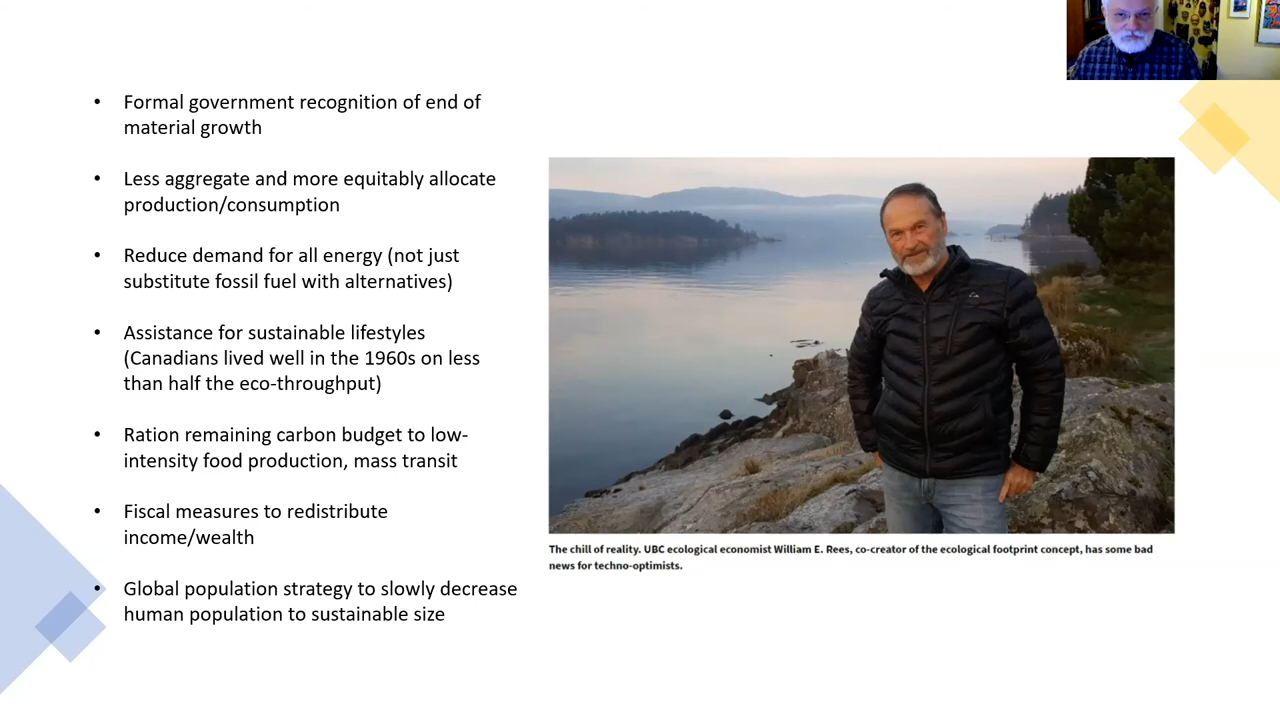 • Formal government recognition of end of
material growth
• Less aggregate and more equitably allocate
production/consumption
• Reduce demand for all energy (not just
substitute fossil fuel with alternatives)
• Assistance for sustainable lifestyles
(Canadians lived well in the 1960s on less
than half the eco-throughput)
• Ration remaining carbon budget to low-
intensity food production, mass transit
• Fiscal measures to redistribute
income/wealth
• Global population strategy to slowly decrease
human population to sustainable size
The chill of reality. UBC ecological economist William E. Rees, co-creator of the ecological footprint concept, has some bad
news for techno-optimists.